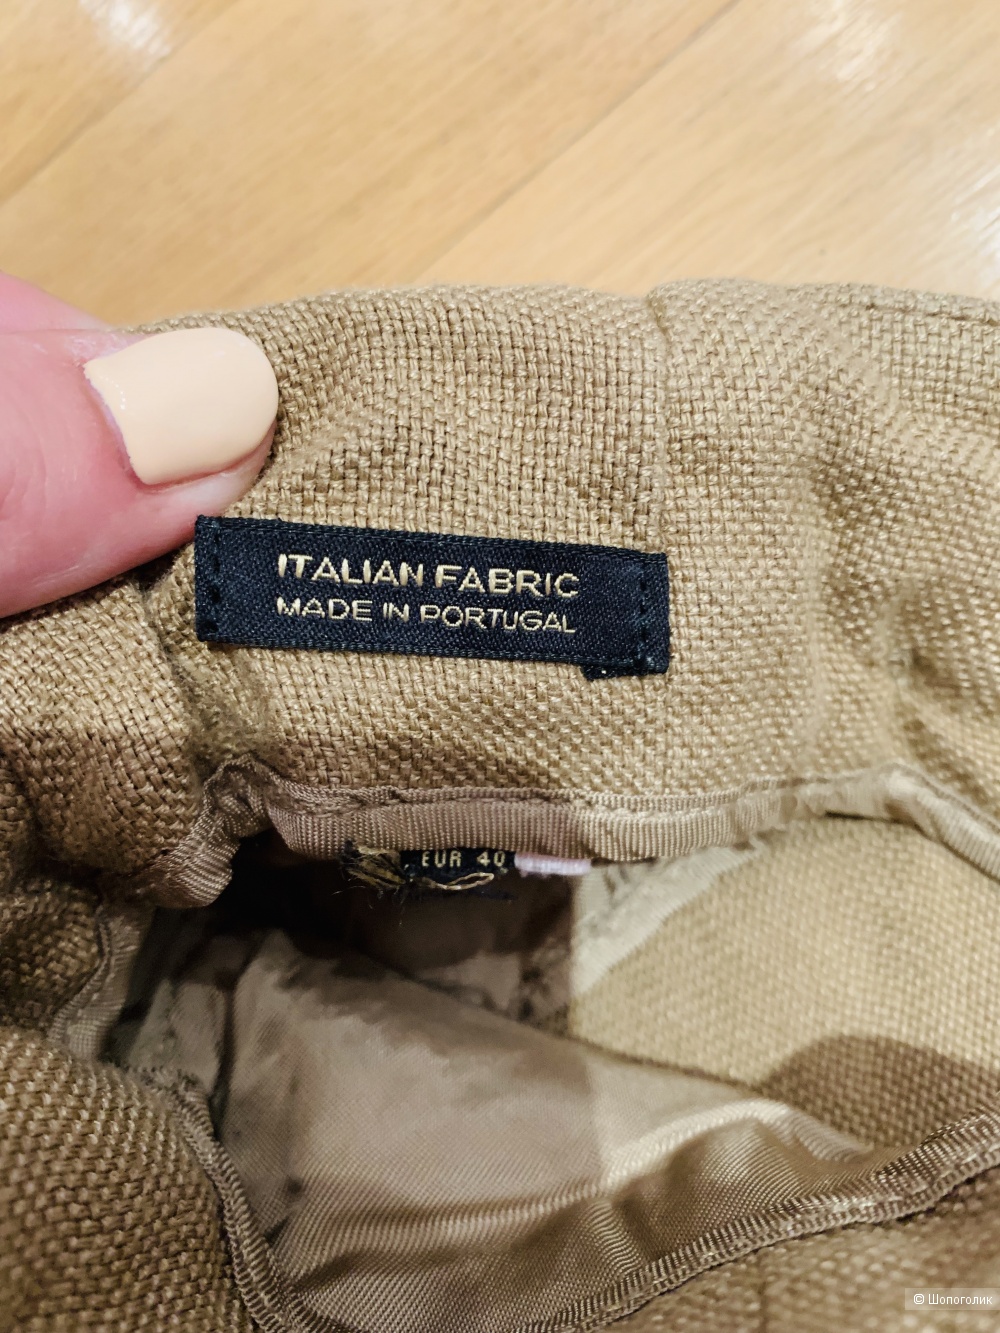 ITALIAN FABRIC
MADE IN PORTUGAL
EUR 40
© Шопоголик